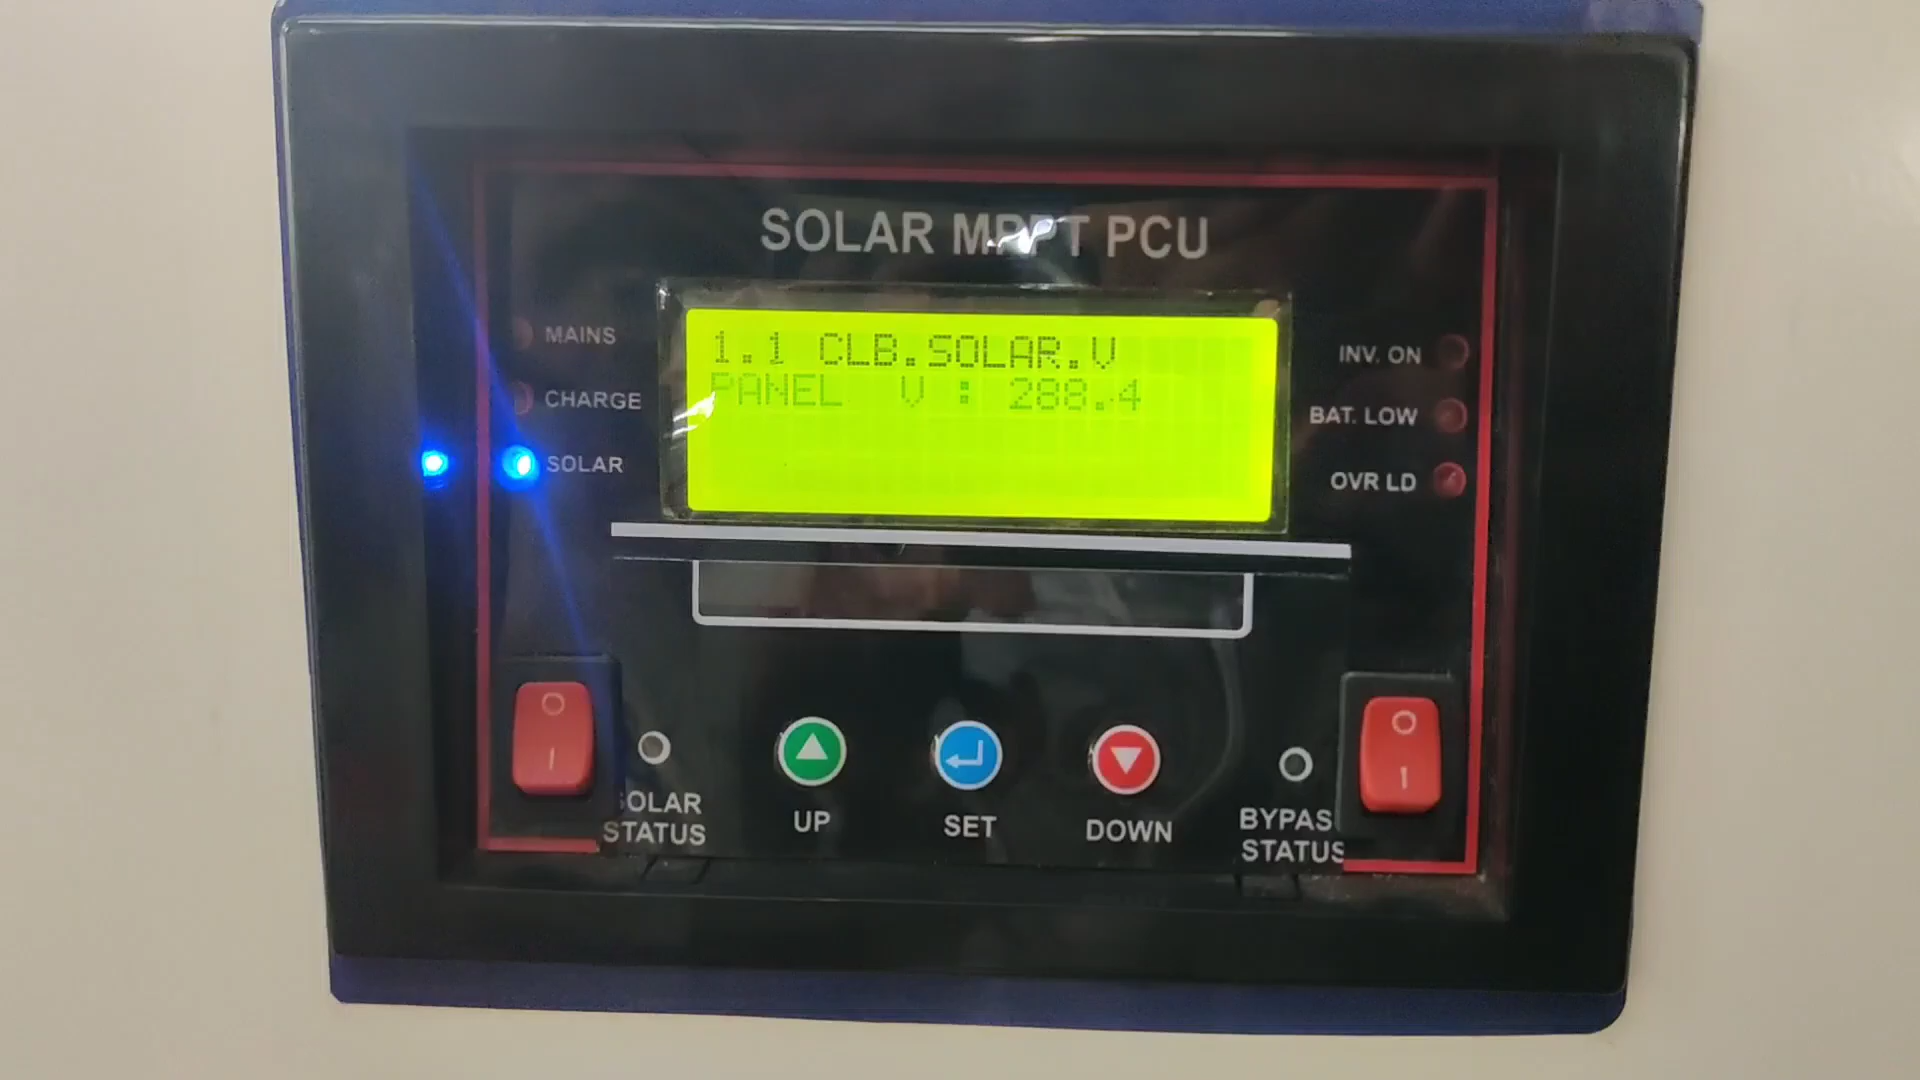 SOLAR MPPT PCU
MAINS
CHARGE
SOLAR
1.1 CLB.SOLAR.V
PANEL V : 288.4
INV. ON
BAT. LOW
OVR LD
SOLAR
STATUS
UP
SET
DOWN
BYPAS
STATUS